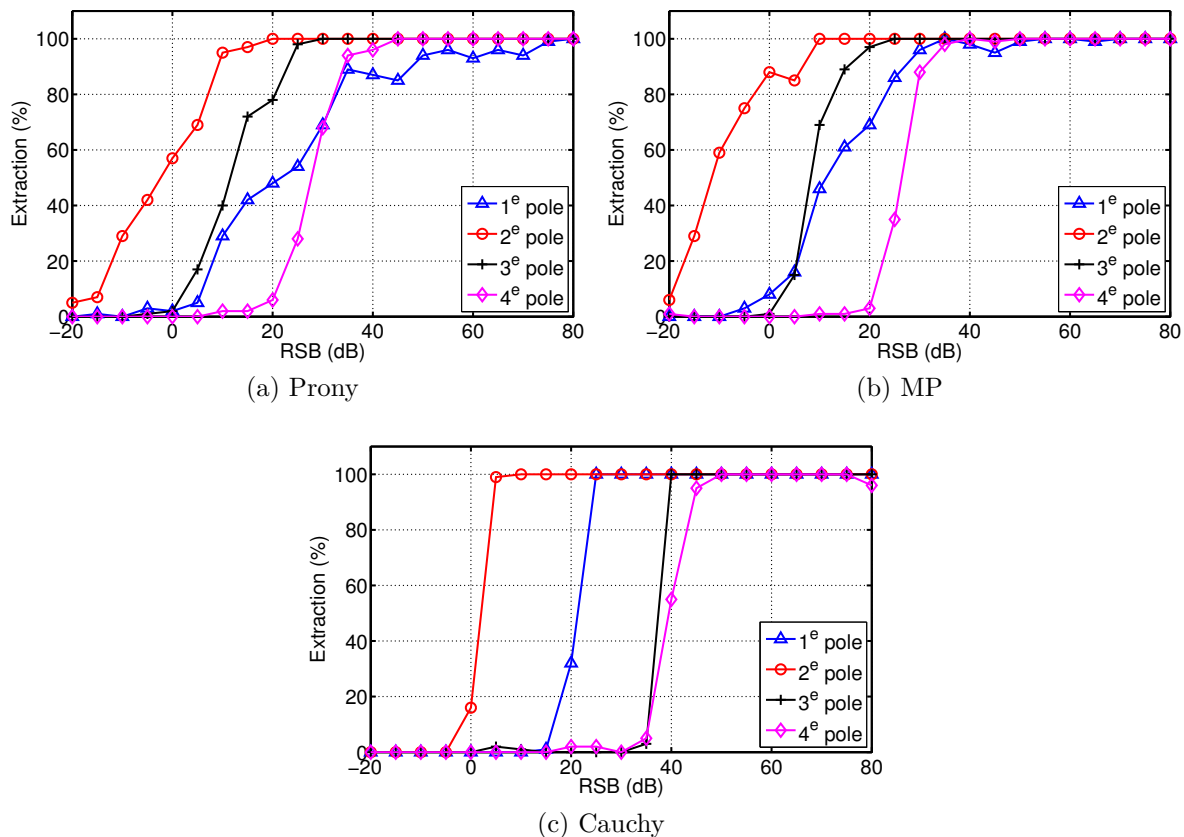 100
80
60
40
20
0
Extraction (%)
−20 0 20 40 60 80
RSB (dB)
1e pole
2e pole
3e pole
4e pole
(a) Prony
100
80
60
40
20
0
Extraction (%)
−20 0 20 40 60 80
RSB (dB)
1e pole
2e pole
3e pole
4e pole
(b) MP
100
80
60
40
20
0
Extraction (%)
−20 0 20 40 60 80
RSB (dB)
1e pole
2e pole
3e pole
4e pole
(c) Cauchy